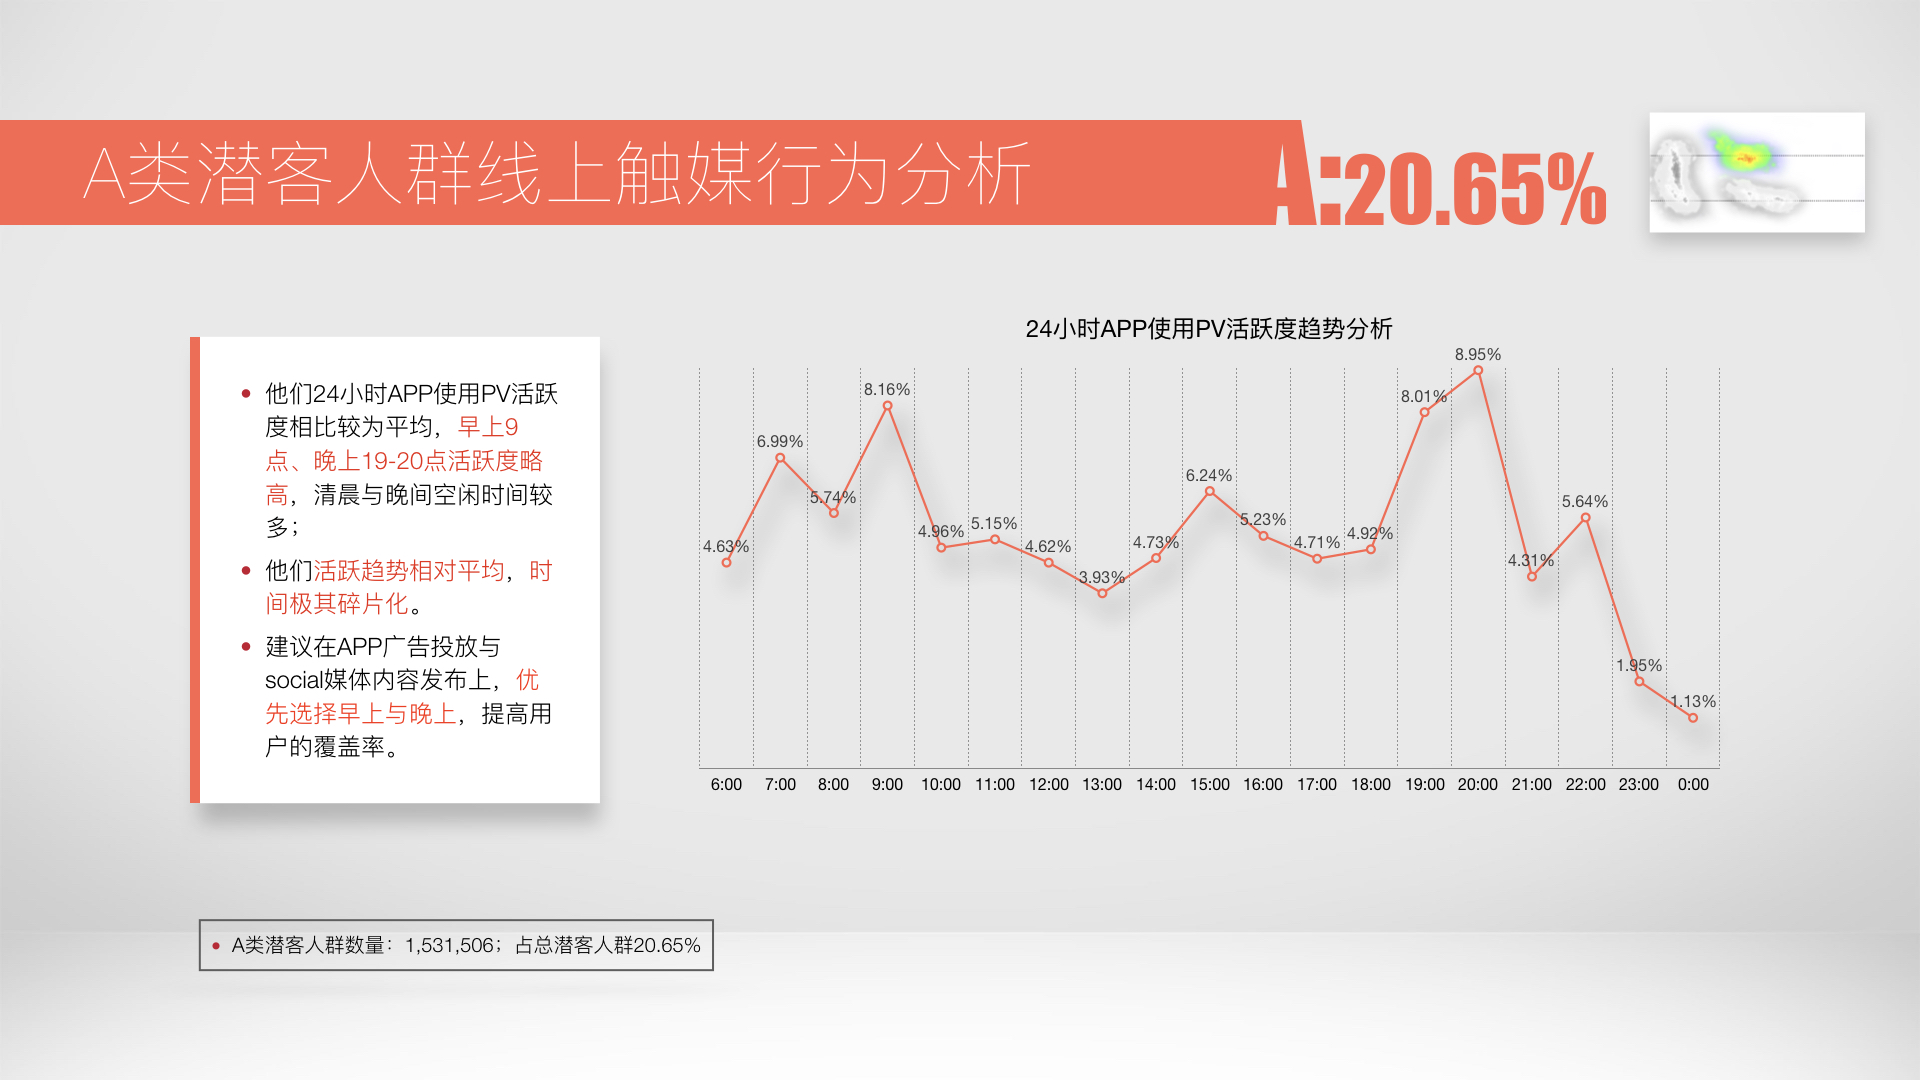 A类潜客人群线上触媒行为分析
A:20.65%
他们24小时APP使用PV活跃
度相比较为平均，早上9
点、晚上19-20点活跃度略
高，清晨与晚间空闲时间较
多；
他们活跃趋势相对平均，时
间极其碎片化。
建议在APP广告投放与
social媒体内容发布上，优
先选择早上与晚上，提高用
户的覆盖率。
24小时APP使用PV活跃度趋势分析
4.63%
6.99%
5.74%
8.16%
4.96%
5.15%
4.62%
3.93%
4.73%
6.24%
5.23%
4.71%
4.92%
8.01%
8.95%
4.31%
5.64%
1.95%
1.13%
6:00 7:00 8:00 9:00 10:00 11:00 12:00 13:00 14:00 15:00 16:00 17:00 18:00 19:00 20:00 21:00 22:00 23:00 0:00
A类潜客人群数量：1,531,506；占总潜客人群20.65%